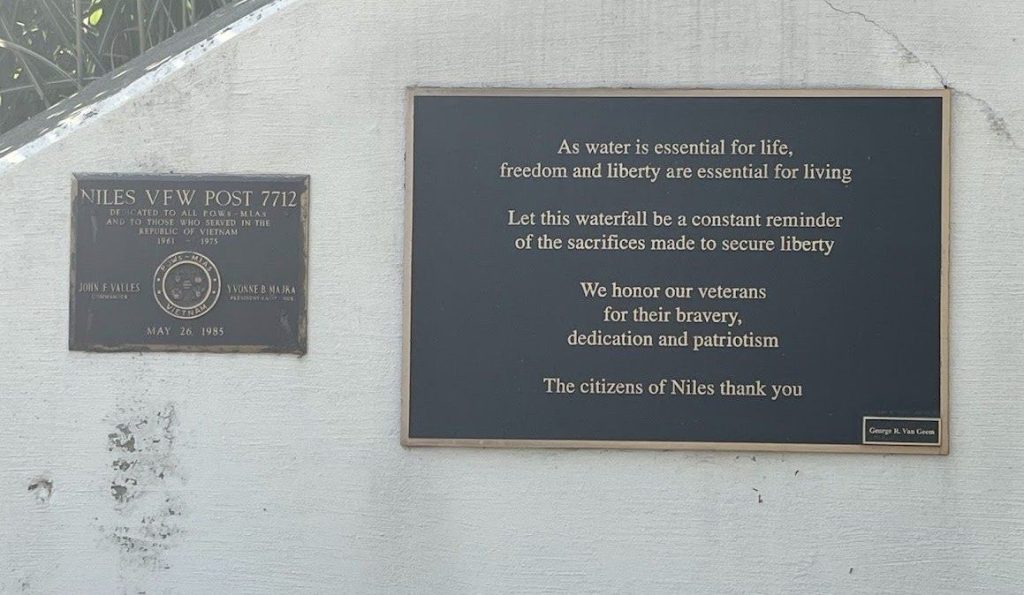 NILES VFW POST 7712
DEDICATED TO ALL P.O.W.s - M.I.A.s
AND TO THOSE WHO SERVED IN THE
REPUBLIC OF VIETNAM
1961 - 1975
P.O.W.s - M.I.A.s
VIETNAM
JOHN F. VALLES
COMMANDER
YVONNE B. MAJKA
PRESIDENT
MAY 26, 1985
As water is essential for life,
freedom and liberty are essential for living
Let this waterfall be a constant reminder
of the sacrifices made to secure liberty
We honor our veterans
for their bravery,
dedication and patriotism
The citizens of Niles thank you
George R. Van Geem